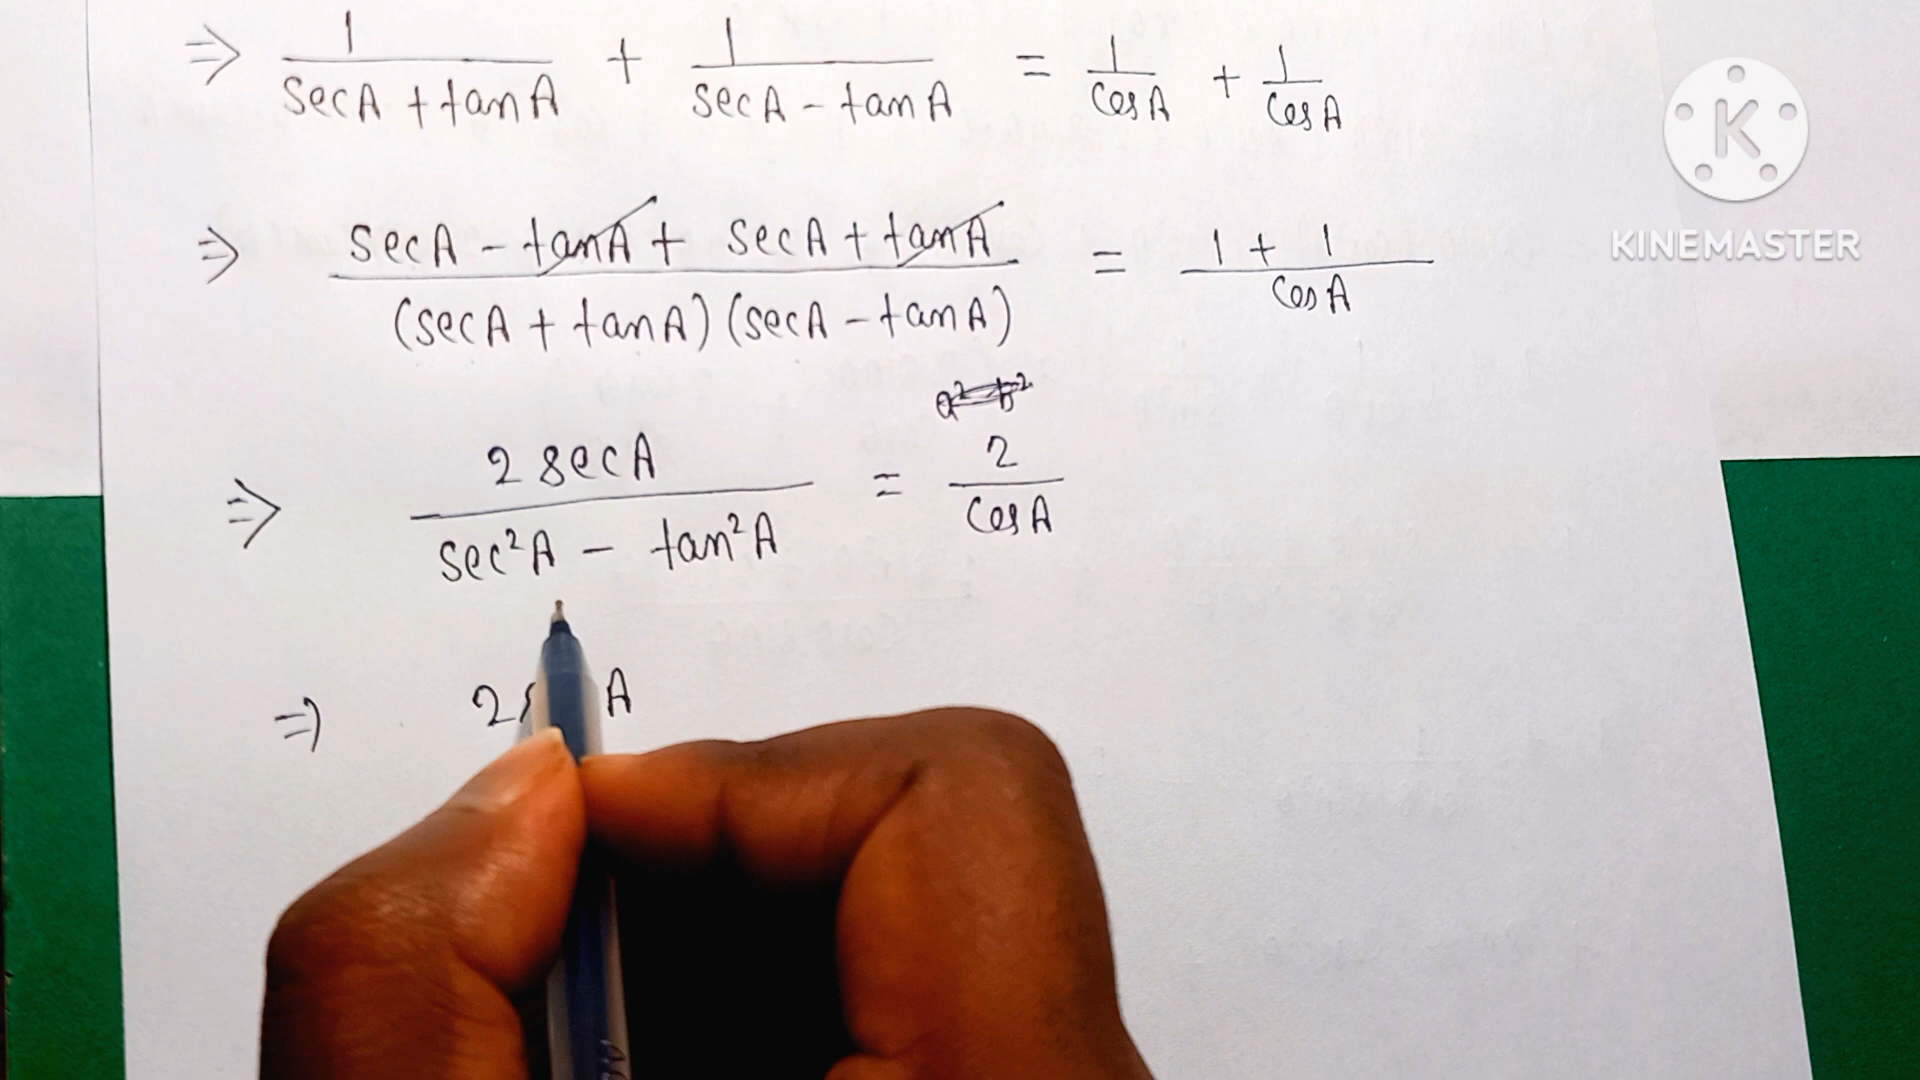 ⇒ 1/(secA + tanA) + 1/(secA - tanA) = 1/CosA + 1/CosA
⇒ (secA - tanA + secA + tanA)/((secA + tanA)(secA - tanA)) = (1 + 1)/CosA
a² - b²
⇒ 2secA/(sec²A - tan²A) = 2/CosA
⇒ 2 A
K
KINEMASTER